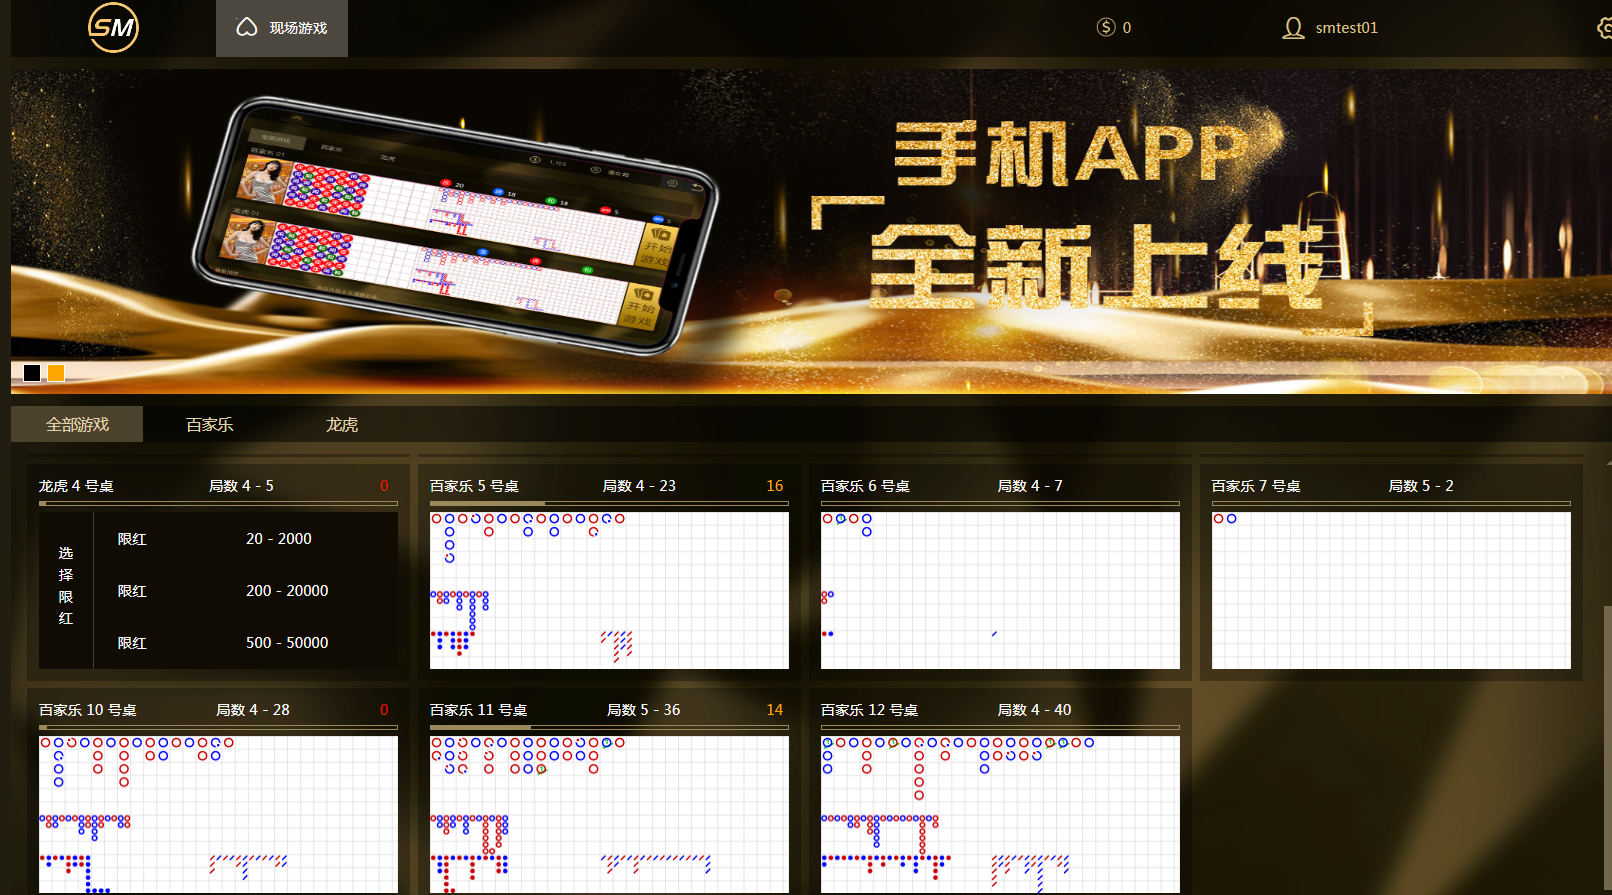 SM
现场游戏
0
smtest01
手机APP
全新上线
全部游戏
百家乐
龙虎
龙虎 4 号桌
局数 4 - 5
0
选择限红
限红
20 - 2000
限红
200 - 20000
限红
500 - 50000
百家乐 5 号桌
局数 4 - 23
16
百家乐 6 号桌
局数 4 - 7
百家乐 7 号桌
局数 5 - 2
百家乐 10 号桌
局数 4 - 28
0
百家乐 11 号桌
局数 5 - 36
14
百家乐 12 号桌
局数 4 - 40